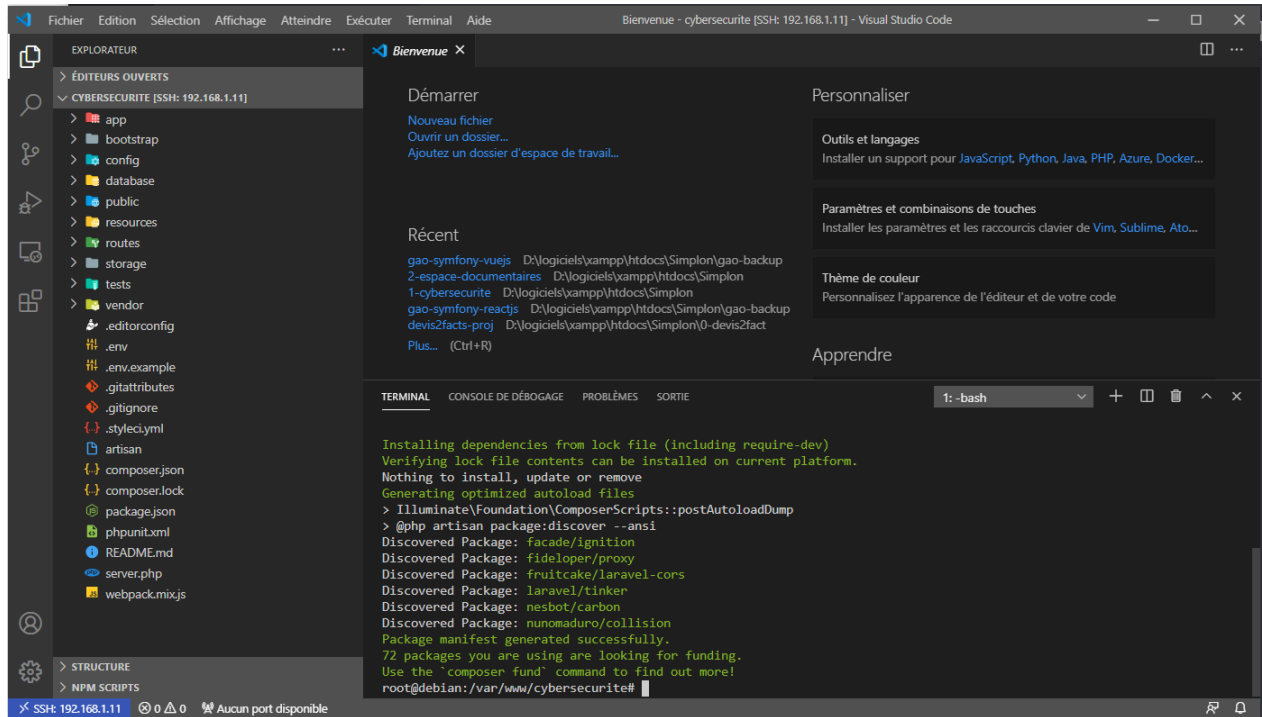 Fichier Edition Sélection Affichage Atteindre Exécuter Terminal Aide Bienvenue - cybersecurite [SSH: 192.168.1.11] - Visual Studio Code
EXPLORATEUR
ÉDITEURS OUVERTS
CYBERSECURITE [SSH: 192.168.1.11]
app
bootstrap
config
database
public
resources
routes
storage
tests
vendor
.editorconfig
.env
.env.example
.gitattributes
.gitignore
.styleci.yml
artisan
composer.json
composer.lock
package.json
phpunit.xml
README.md
server.php
webpack.mix.js
STRUCTURE
NPM SCRIPTS
Bienvenue
Démarrer
Nouveau fichier
Ouvrir un dossier...
Ajoutez un dossier d'espace de travail...
Récent
gao-symfony-vuejs D:\logiciels\xampp\htdocs\Simplon\gao-backup
2-espace-documentaires D:\logiciels\xampp\htdocs\Simplon
1-cybersecurite D:\logiciels\xampp\htdocs\Simplon
gao-symfony-reactjs D:\logiciels\xampp\htdocs\Simplon\gao-backup
devis2facts-proj D:\logiciels\xampp\htdocs\Simplon\0-devis2fact
Plus... (Ctrl+R)
Personnaliser
Outils et langages
Installer un support pour JavaScript, Python, Java, PHP, Azure, Docker...
Paramètres et combinaisons de touches
Installer les paramètres et les raccourcis clavier de Vim, Sublime, Ato...
Thème de couleur
Personnalisez l'apparence de l'éditeur et de votre code
Apprendre
TERMINAL CONSOLE DE DÉBOGAGE PROBLÈMES SORTIE 1: -bash
Installing dependencies from lock file (including require-dev)
Verifying lock file contents can be installed on current platform.
Nothing to install, update or remove
Generating optimized autoload files
> Illuminate\Foundation\ComposerScripts::postAutoloadDump
> @php artisan package:discover --ansi
Discovered Package: facade/ignition
Discovered Package: fideloper/proxy
Discovered Package: fruitcake/laravel-cors
Discovered Package: laravel/tinker
Discovered Package: nesbot/carbon
Discovered Package: nunomaduro/collision
Package manifest generated successfully.
72 packages you are using are looking for funding.
Use the `composer fund` command to find out more!
root@debian:/var/www/cybersecurite#
SSH: 192.168.1.11 0 0 Aucun port disponible